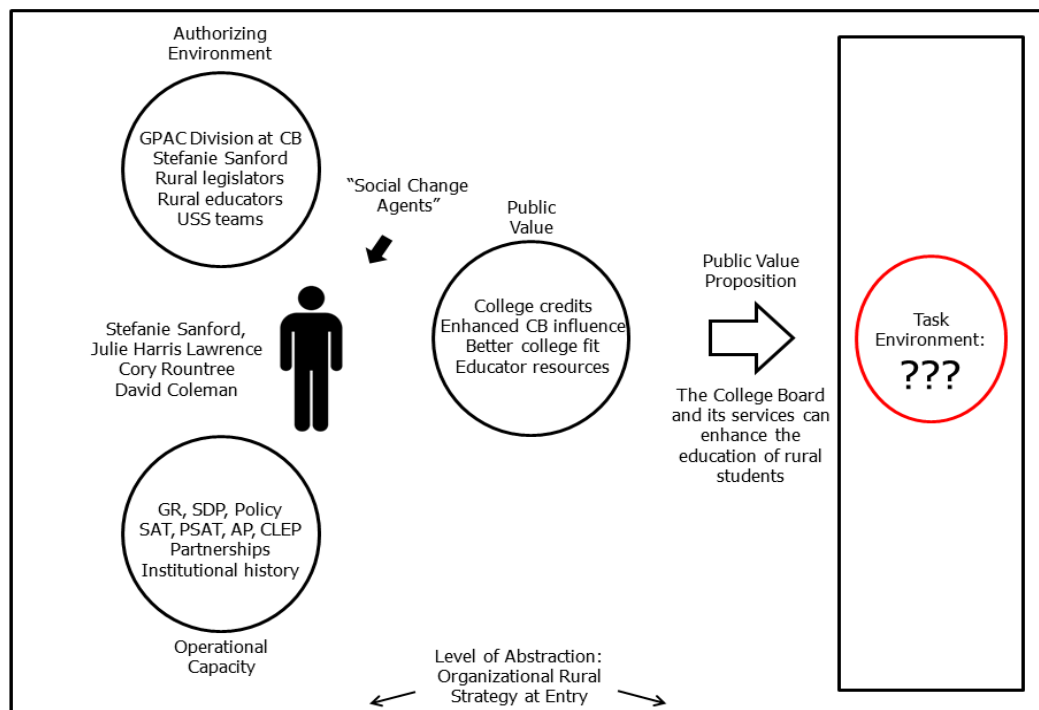 Authorizing
Environment
GPAC Division at CB
Stefanie Sanford
Rural legislators
Rural educators
USS teams
“Social Change
Agents”
Stefanie Sanford,
Julie Harris Lawrence
Cory Rountree
David Coleman
Public
Value
College credits
Enhanced CB influence
Better college fit
Educator resources
Public Value
Proposition
The College Board
and its services can
enhance the
education of rural
students
Task
Environment:
???
GR, SDP, Policy
SAT, PSAT, AP, CLEP
Partnerships
Institutional history
Operational
Capacity
Level of Abstraction:
Organizational Rural
Strategy at Entry